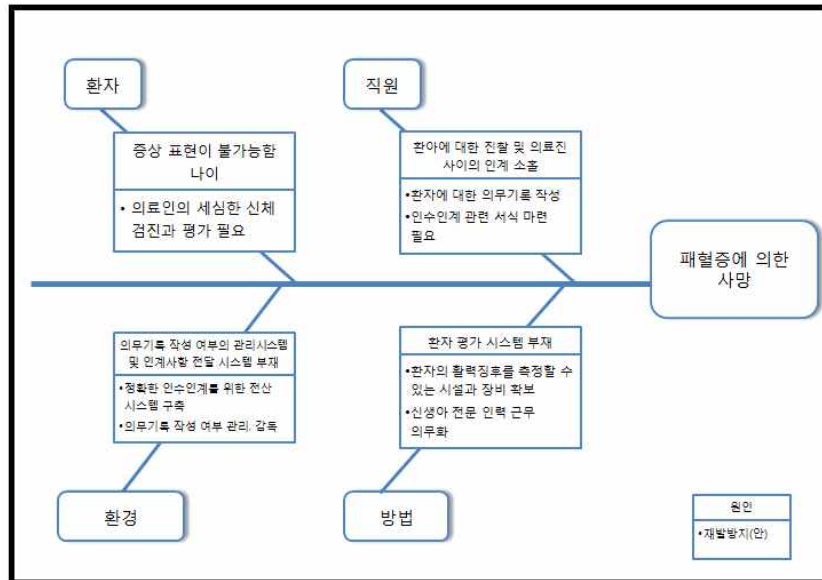 환자
직원
증상 표현이 불가능함
나이
• 의료인의 세심한 신체
검진과 평가 필요
환아에 대한 진찰 및 의료진
사이의 인계 소홀
•환자에 대한 의무기록 작성
•인수인계 관련 서식 마련
필요
패혈증에 의한
사망
의무기록 작성 여부의 관리시스템
및 인계사항 전달 시스템 부재
•정확한 인수인계를 위한 전산
시스템 구축
•의무기록 작성 여부 관리, 감독
환자 평가 시스템 부재
•환자의 활력징후를 측정할 수
있는 시설과 장비 확보
•신생아 전문 인력 근무
의무화
환경
방법
원인
•재발방지(안)